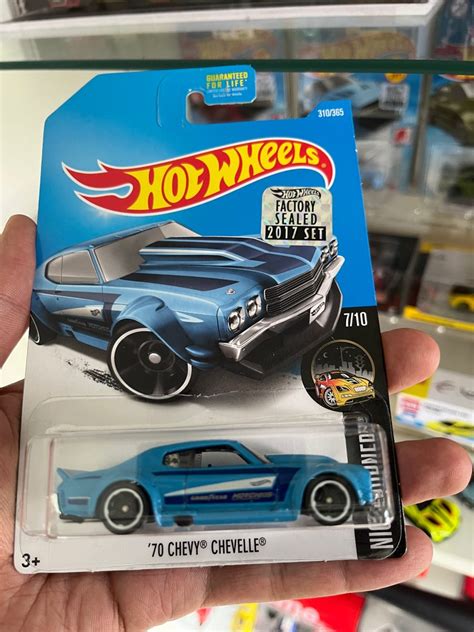 GUARANTEED
FOR LIFE
310/365
Hot Wheels
Hot Wheels
FACTORY
SEALED
2017 SET
7/10
GOODYEAR
3+
'70 CHEVY® CHEVELLE®